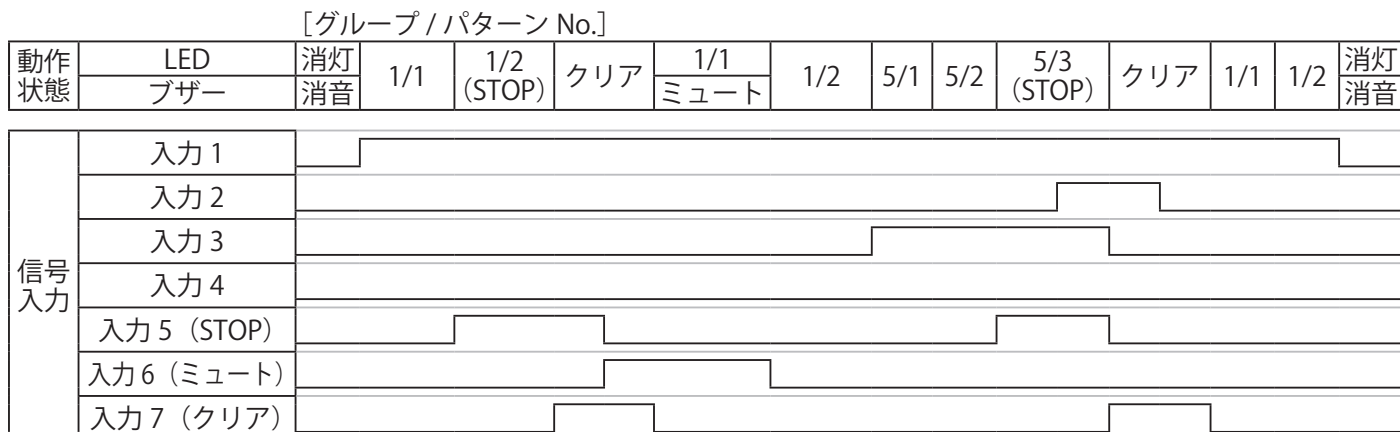 [グループ / パターン No.]
動作状態 LED 消灯 1/1 1/2 (STOP) クリア 1/1 1/2 5/1 5/2 5/3 (STOP) クリア 1/1 1/2 消灯
ブザー 消音 ミュート 消音
信号入力
入力 1
入力 2
入力 3
入力 4
入力 5（STOP）
入力 6（ミュート）
入力 7（クリア）